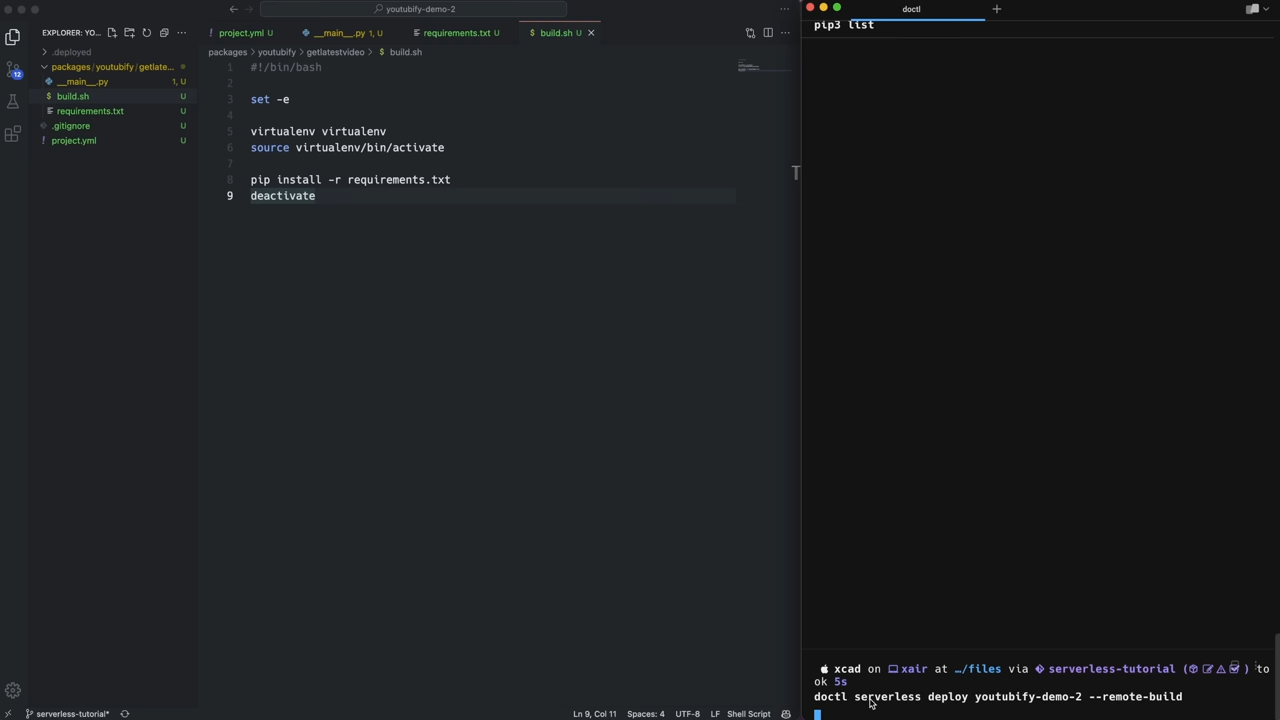 youtubify-demo-2
doctl
EXPLORER: YO...
project.yml U
__main__.py 1, U
requirements.txt U
build.sh U
packages > youtubify > getlatestvideo > $ build.sh
.deployed
packages / youtubify / getlate...
__main__.py 1, U
$ build.sh U
requirements.txt U
.gitignore U
! project.yml U
12
1 #!/bin/bash
2
3 set -e
4
5 virtualenv virtualenv
6 source virtualenv/bin/activate
7
8 pip install -r requirements.txt
9 deactivate
pip3 list
T
xcad on xair at …/files via serverless-tutorial ( ) to
ok 5s
doctl serverless deploy youtubify-demo-2 --remote-build
serverless-tutorial*
Ln 9, Col 11 Spaces: 4 UTF-8 LF Shell Script